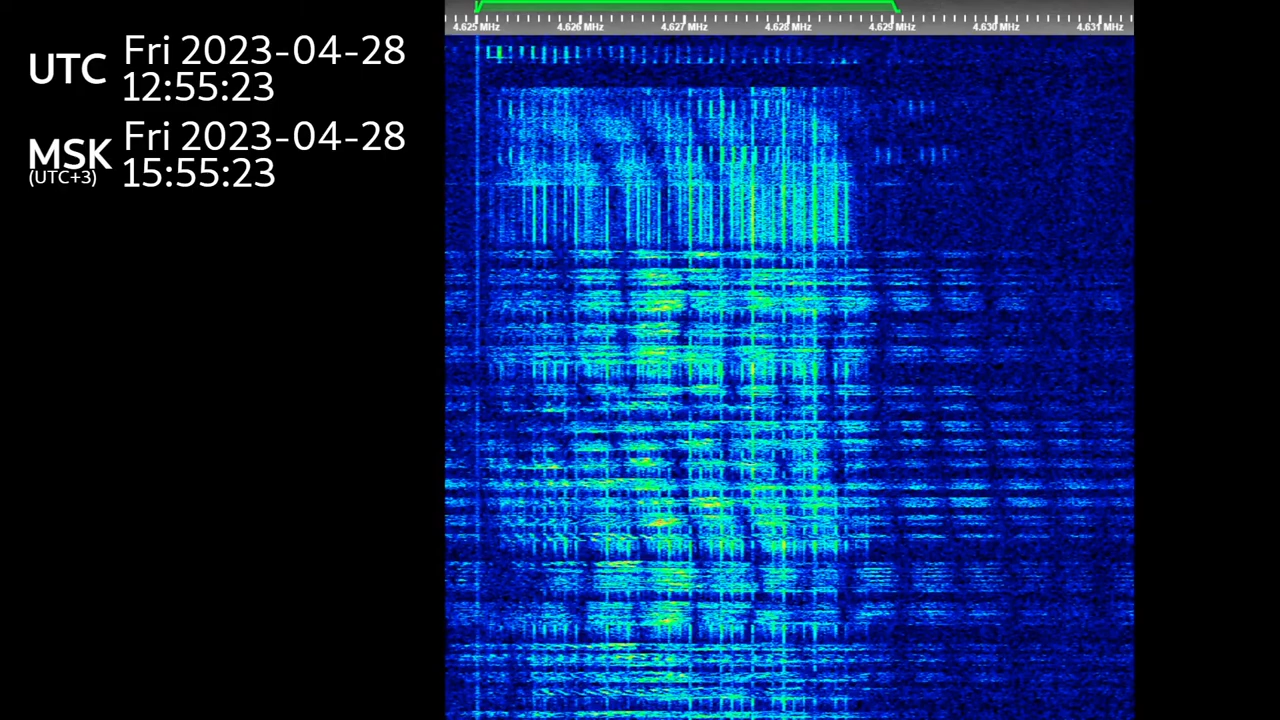 UTC Fri 2023-04-28
12:55:23
MSK Fri 2023-04-28
(UTC+3) 15:55:23
4.625 MHz 4.626 MHz 4.627 MHz 4.628 MHz 4.629 MHz 4.630 MHz 4.631 MHz